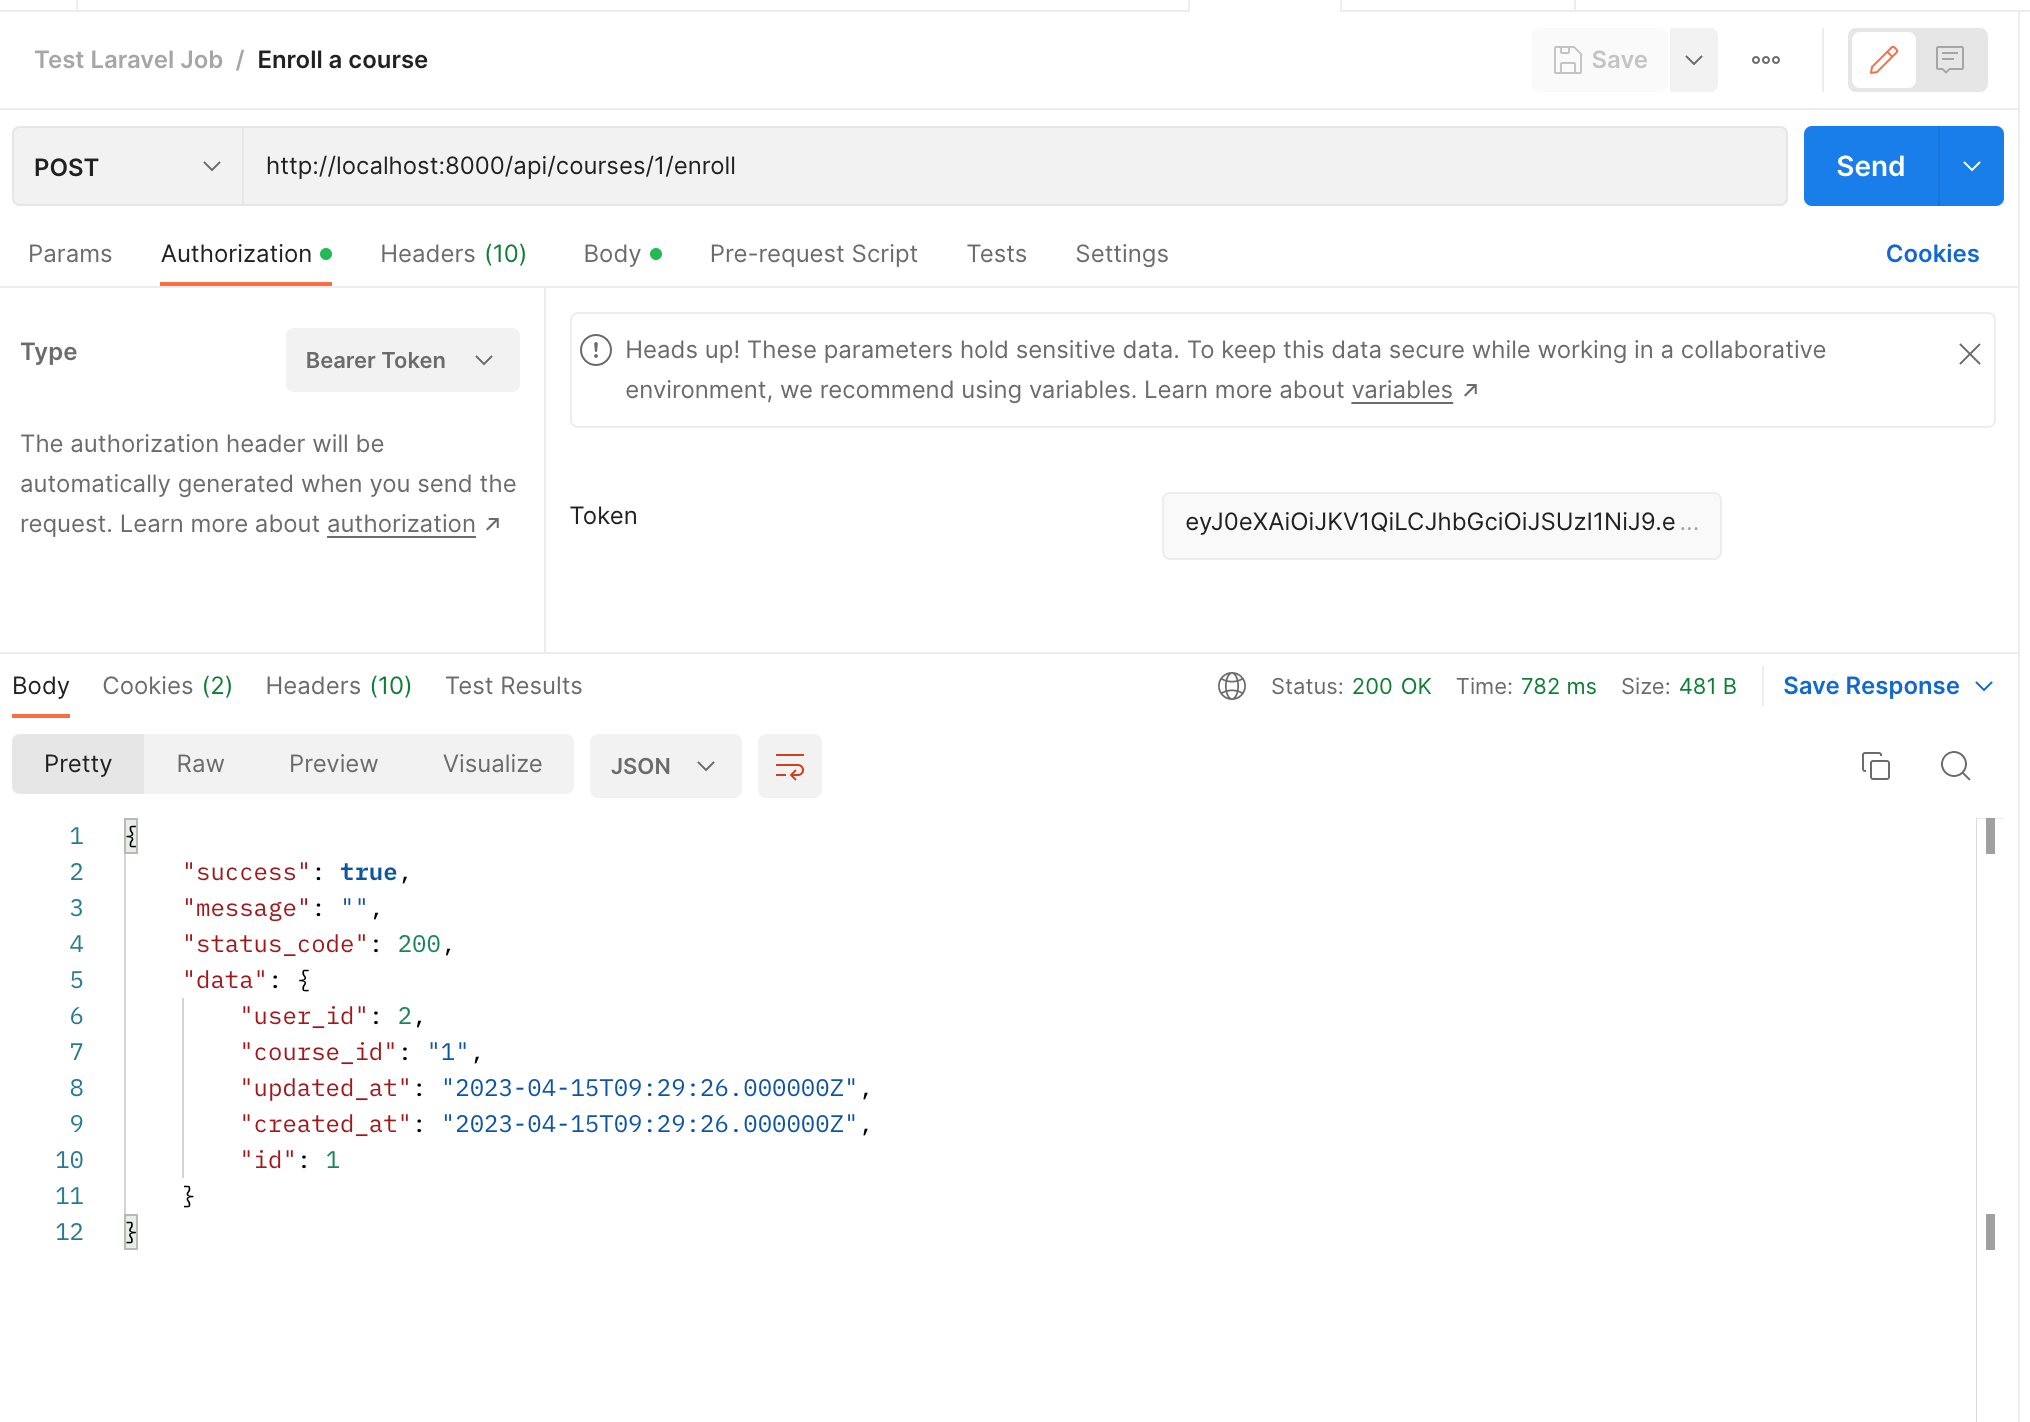 Test Laravel Job / Enroll a course
Save
POST
http://localhost:8000/api/courses/1/enroll
Send
Params
Authorization
Headers (10)
Body
Pre-request Script
Tests
Settings
Cookies
Type
Bearer Token
The authorization header will be
automatically generated when you send the
request. Learn more about authorization ↗
Heads up! These parameters hold sensitive data. To keep this data secure while working in a collaborative
environment, we recommend using variables. Learn more about variables ↗
Token
eyJ0eXAiOiJKV1QiLCJhbGciOiJSUzI1NiJ9.e...
Body
Cookies (2)
Headers (10)
Test Results
Status: 200 OK
Time: 782 ms
Size: 481 B
Save Response
Pretty
Raw
Preview
Visualize
JSON
1 {
2 "success": true,
3 "message": "",
4 "status_code": 200,
5 "data": {
6 "user_id": 2,
7 "course_id": "1",
8 "updated_at": "2023-04-15T09:29:26.000000Z",
9 "created_at": "2023-04-15T09:29:26.000000Z",
10 "id": 1
11 }
12 }